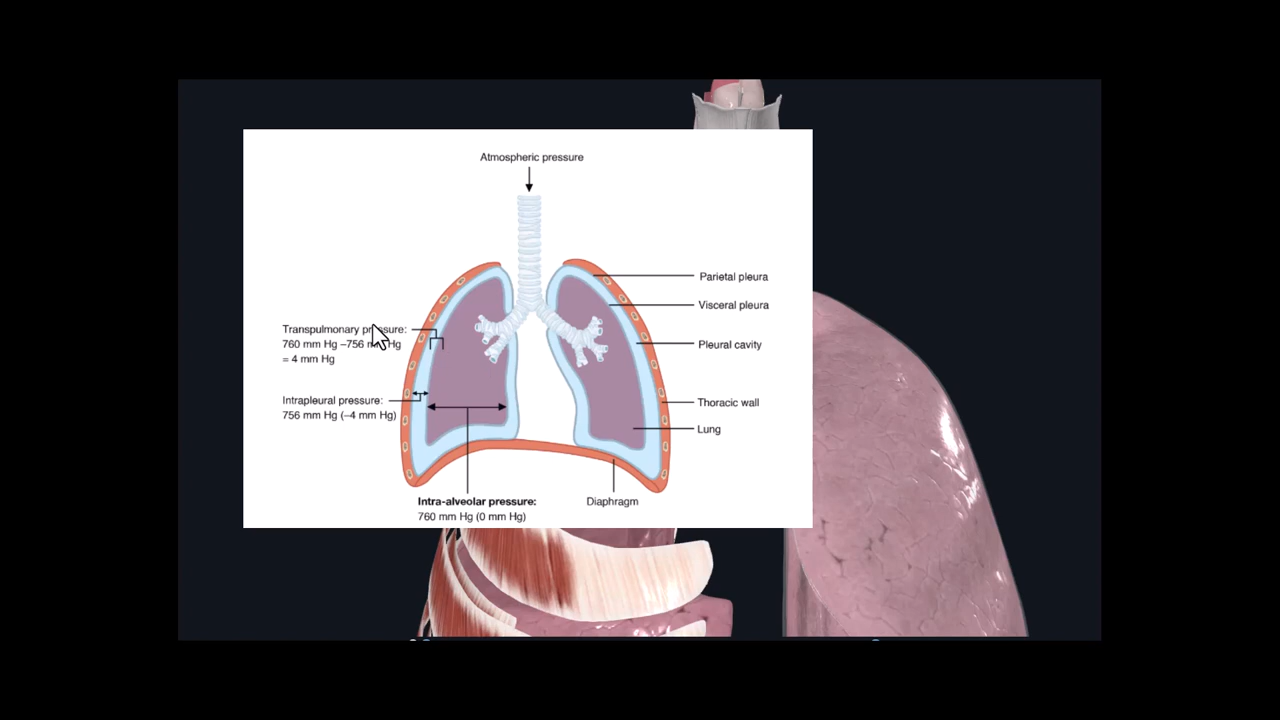 Atmospheric pressure
Parietal pleura
Visceral pleura
Transpulmonary pressure:
760 mm Hg –756 mm Hg
= 4 mm Hg
Pleural cavity
Intrapleural pressure:
756 mm Hg (–4 mm Hg)
Thoracic wall
Lung
Intra-alveolar pressure:
760 mm Hg (0 mm Hg)
Diaphragm